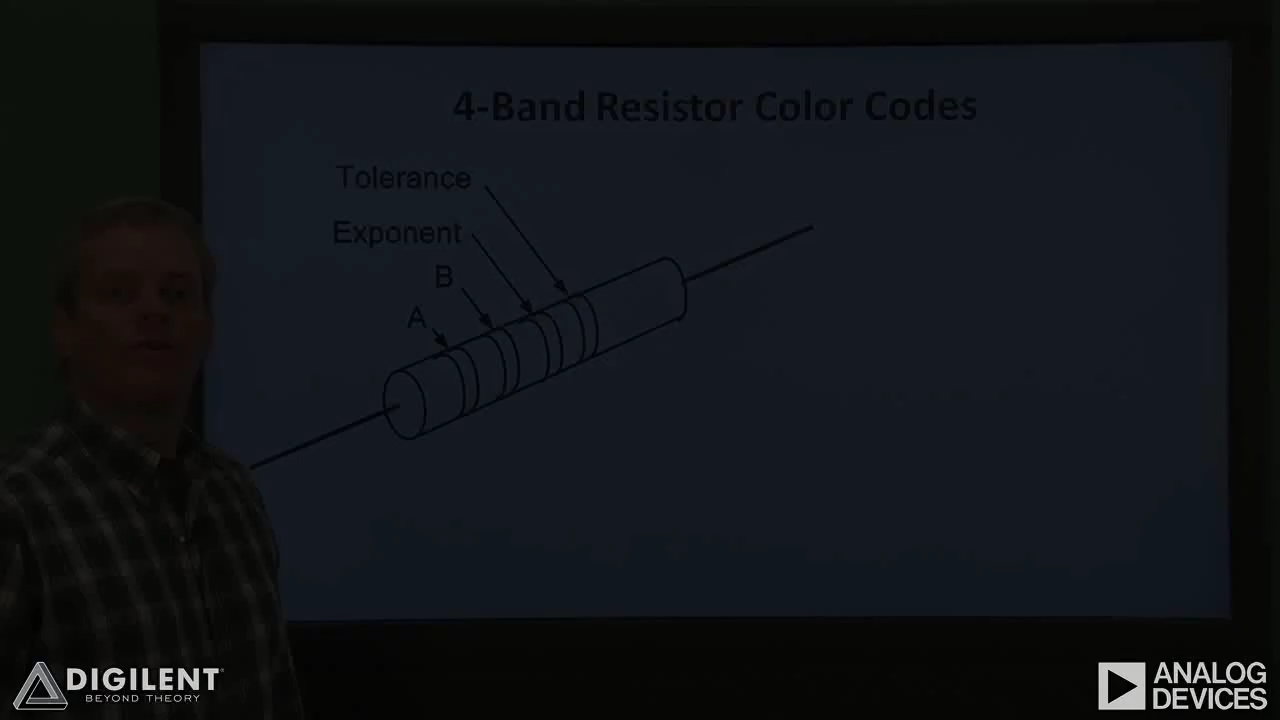 4-Band Resistor Color Codes
Tolerance
Exponent
B
A
DIGILENT
BEYOND THEORY
ANALOG
DEVICES